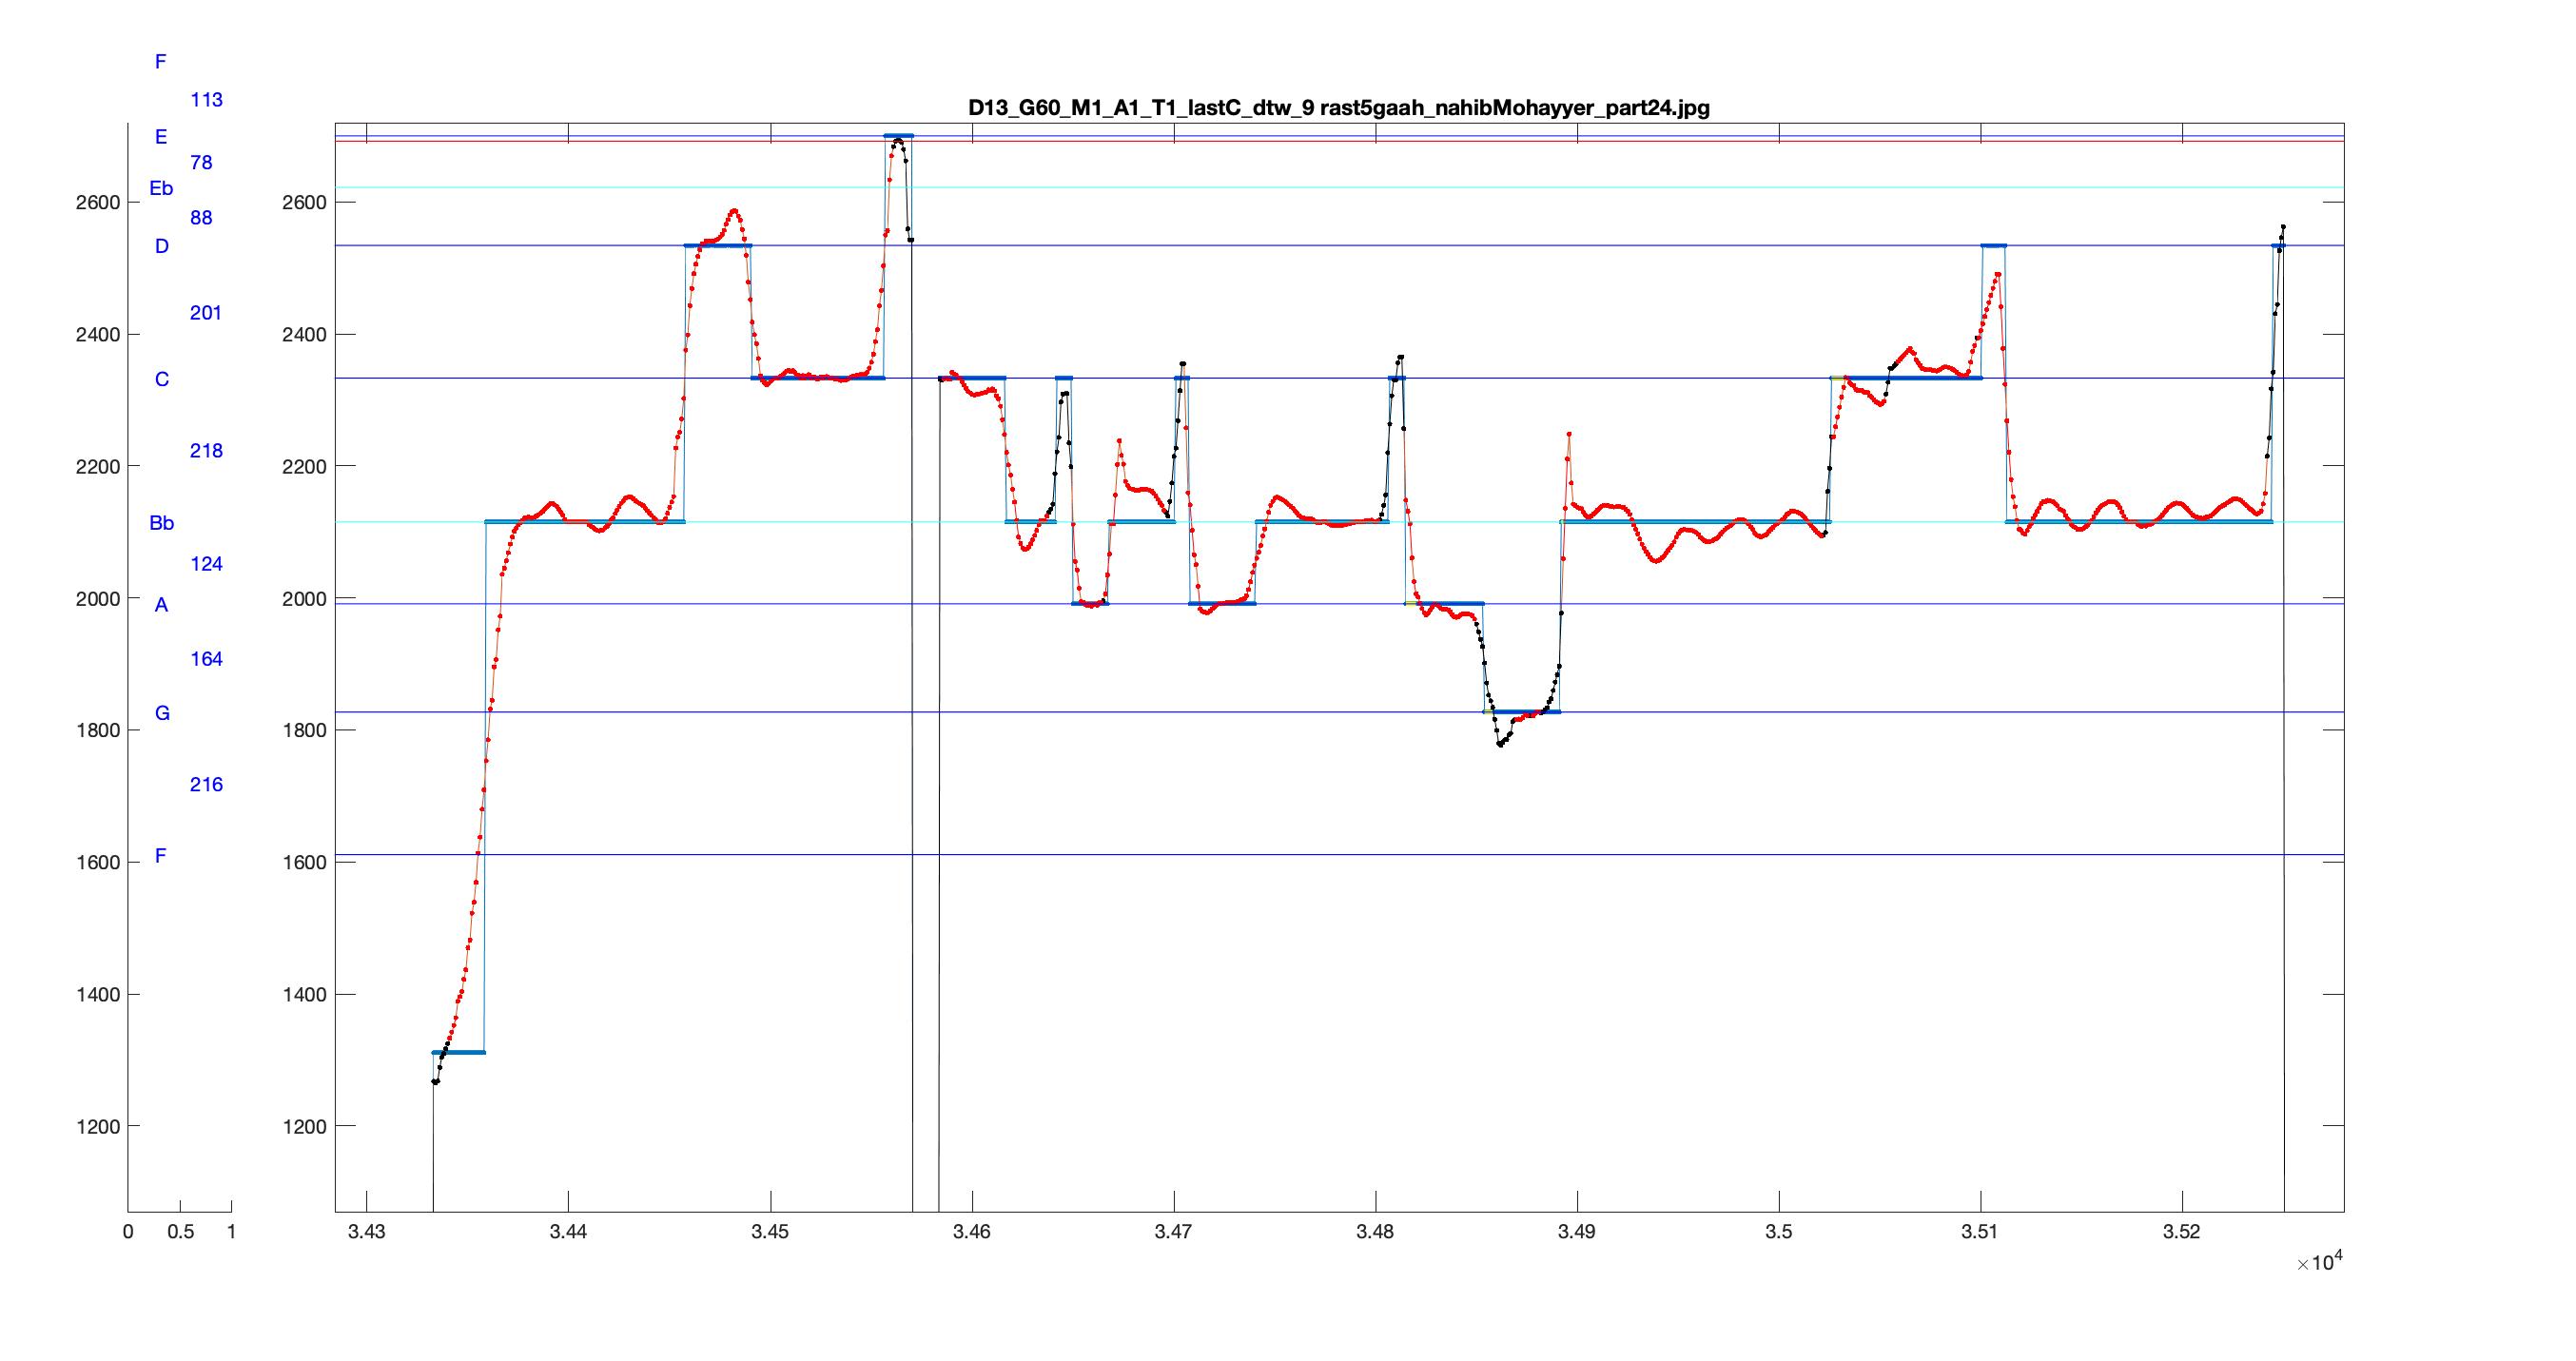 F
113
D13_G60_M1_A1_T1_lastC_dtw_9 rast5gaah_nahibMohayyer_part24.jpg
E
78
Eb
2600 2600
88
D
201
2400 2400
C
218
2200 2200
Bb
124
2000 A 2000
164
G
1800 1800
216
1600 F 1600
1400 1400
1200 1200
0 0.5 1 3.43 3.44 3.45 3.46 3.47 3.48 3.49 3.5 3.51 3.52
×10^4